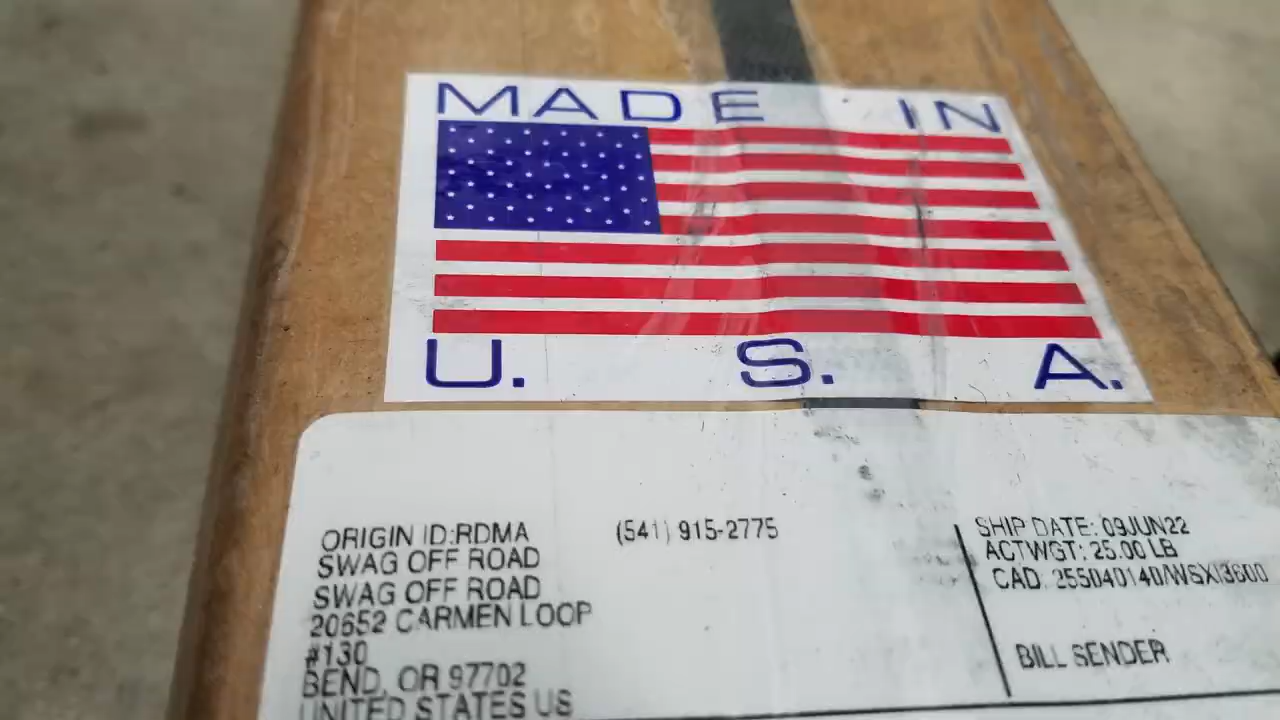 MADE IN
U. S. A.
ORIGIN ID:RDMA (541) 915-2775
SWAG OFF ROAD
SWAG OFF ROAD
20652 CARMEN LOOP
#130
BEND, OR 97702
UNITED STATES US
SHIP DATE: 09JUN22
ACTWGT: 25.00 LB
CAD: 255040140/WSXI3600
BILL SENDER